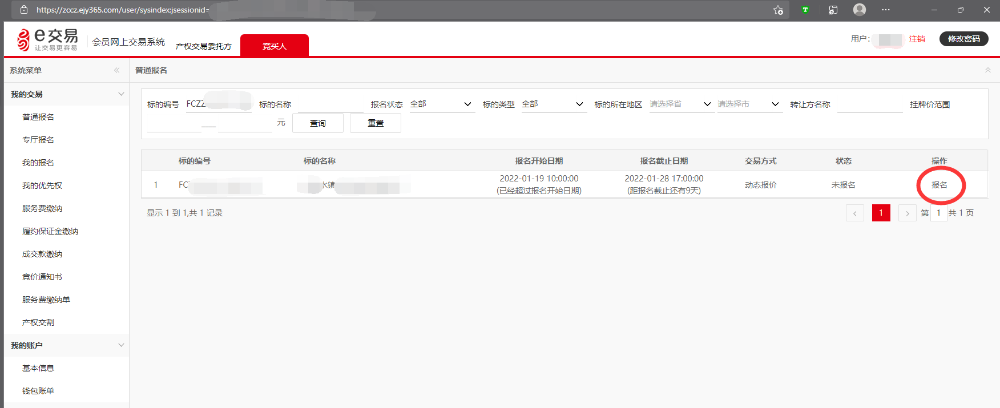 https://zccz.ejy365.com/user/sysindex;jsessionid=
e交易
让交易更容易
会员网上交易系统
产权交易委托方
竞买人
用户:
注销
修改密码
系统菜单
普通报名
我的交易
普通报名
专厅报名
我的报名
我的优先权
服务费缴纳
履约保证金缴纳
成交款缴纳
竞价通知书
服务费缴纳单
产权交割
我的账户
基本信息
钱包账单
标的编号 FCZZ 标的名称 报名状态 全部 标的类型 全部 标的所在地区 请选择省 请选择市 转让方名称 挂牌价范围
元 查询 重置
标的编号 标的名称 报名开始日期 报名截止日期 交易方式 状态 操作
1 FC 水镇 2022-01-19 10:00:00 2022-01-28 17:00:00 动态报价 未报名 报名
(已经超过报名开始日期) (距报名截止还有9天)
显示 1 到 1,共 1 记录
1 第 1 共 1 页